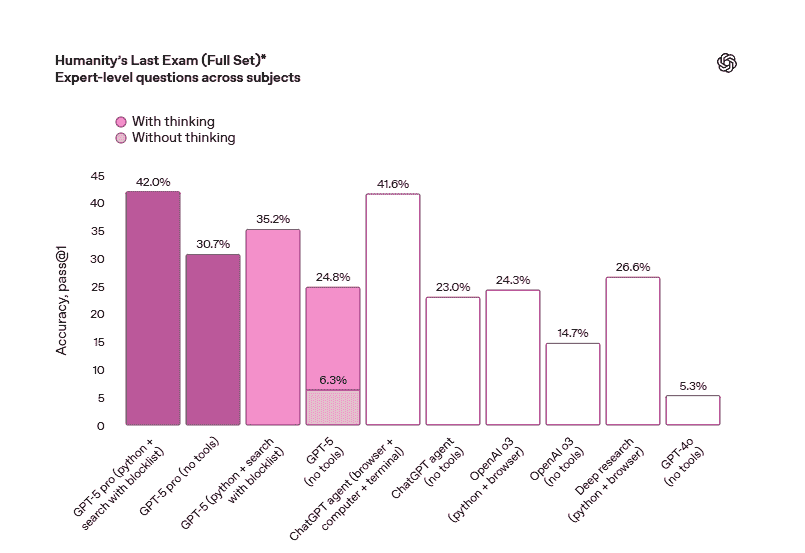 Humanity's Last Exam (Full Set)*
Expert-level questions across subjects
With thinking
Without thinking
Accuracy, pass@1
45
40
35
30
25
20
15
10
5
0
42.0%
30.7%
35.2%
24.8%
6.3%
41.6%
23.0%
24.3%
14.7%
26.6%
5.3%
GPT-5 pro (python +
search with blocklist)
GPT-5 pro (no tools)
GPT-5 (python + search
with blocklist)
GPT-5
(no tools)
ChatGPT agent (browser +
computer + terminal)
ChatGPT agent
(no tools)
OpenAI o3
(python + browser)
OpenAI o3
(no tools)
Deep research
(python + browser)
GPT-4o
(no tools)